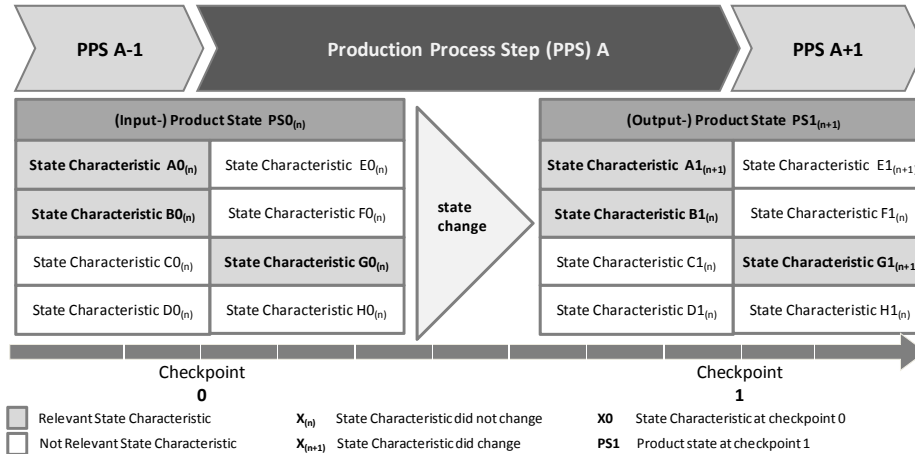 PPS A-1
Production Process Step (PPS) A
PPS A+1
(Input-) Product State PS0(n)
(Output-) Product State PS1(n+1)
State Characteristic A0(n)
State Characteristic E0(n)
State Characteristic A1(n+1)
State Characteristic E1(n+1)
State Characteristic B0(n)
State Characteristic F0(n)
state
change
State Characteristic B1(n)
State Characteristic F1(n)
State Characteristic C0(n)
State Characteristic G0(n)
State Characteristic C1(n)
State Characteristic G1(n+1
State Characteristic D0(n)
State Characteristic H0(n)
State Characteristic D1(n)
State Characteristic H1(n)
Checkpoint
0
Checkpoint
1
Relevant State Characteristic
X(n) State Characteristic did not change
X0 State Characteristic at checkpoint 0
Not Relevant State Characteristic
X(n+1) State Characteristic did change
PS1 Product state at checkpoint 1